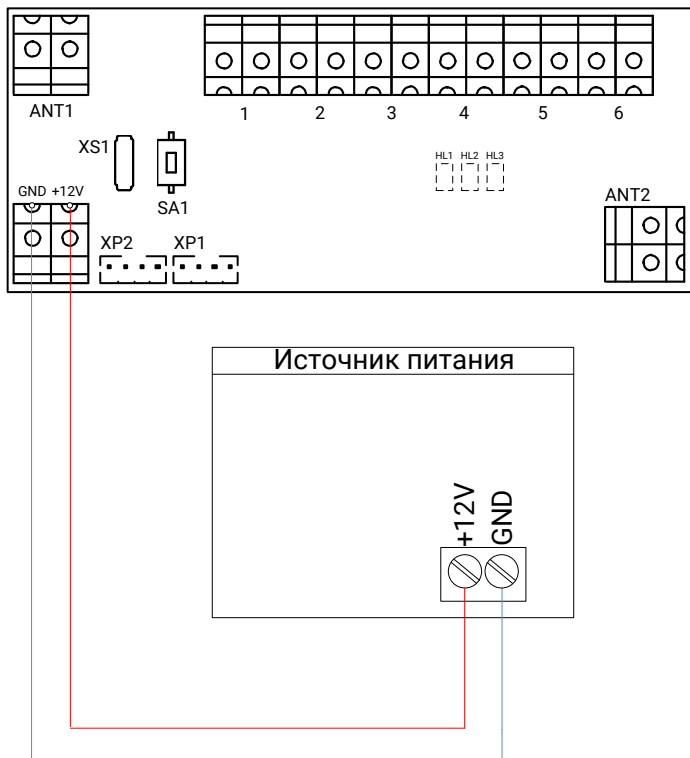 ANT1
1 2 3 4 5 6
XS1
SA1
HL1 HL2 HL3
GND +12V
ANT2
XP2 XP1
Источник питания
+12V
GND